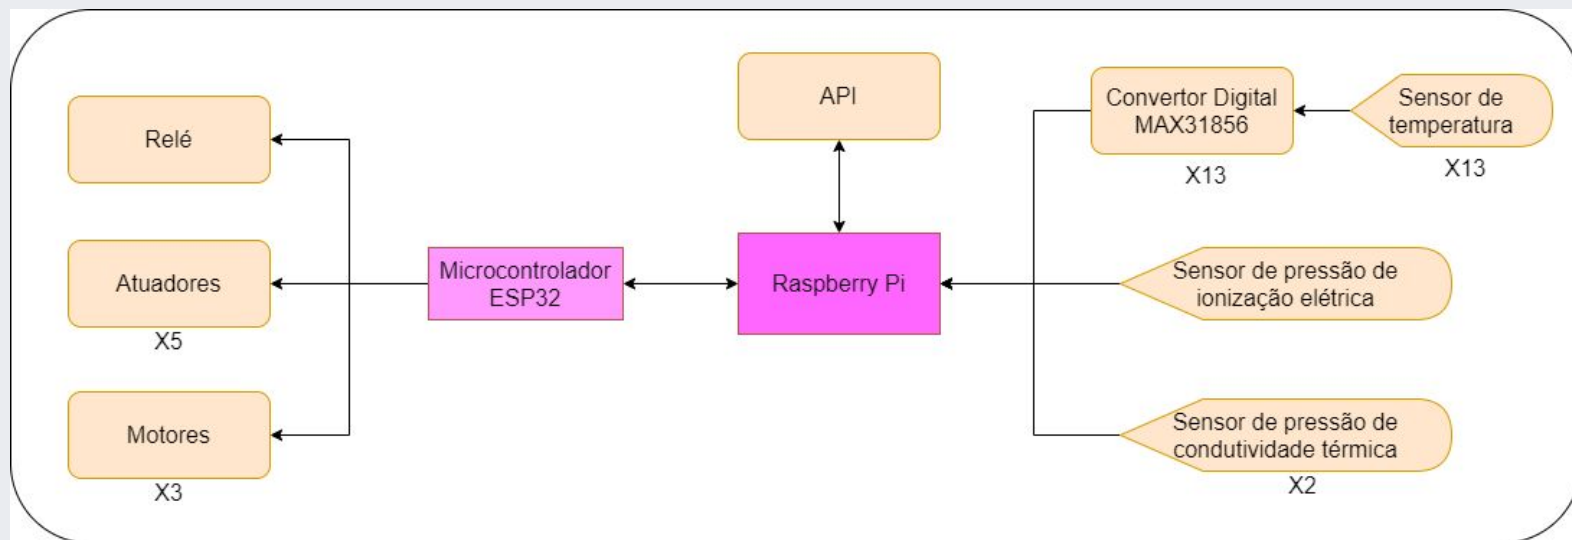 Relé
Atuadores
X5
Motores
X3
Microcontrolador
ESP32
API
Raspberry Pi
Convertor Digital
MAX31856
X13
Sensor de
temperatura
X13
Sensor de pressão de
ionização elétrica
Sensor de pressão de
condutividade térmica
X2